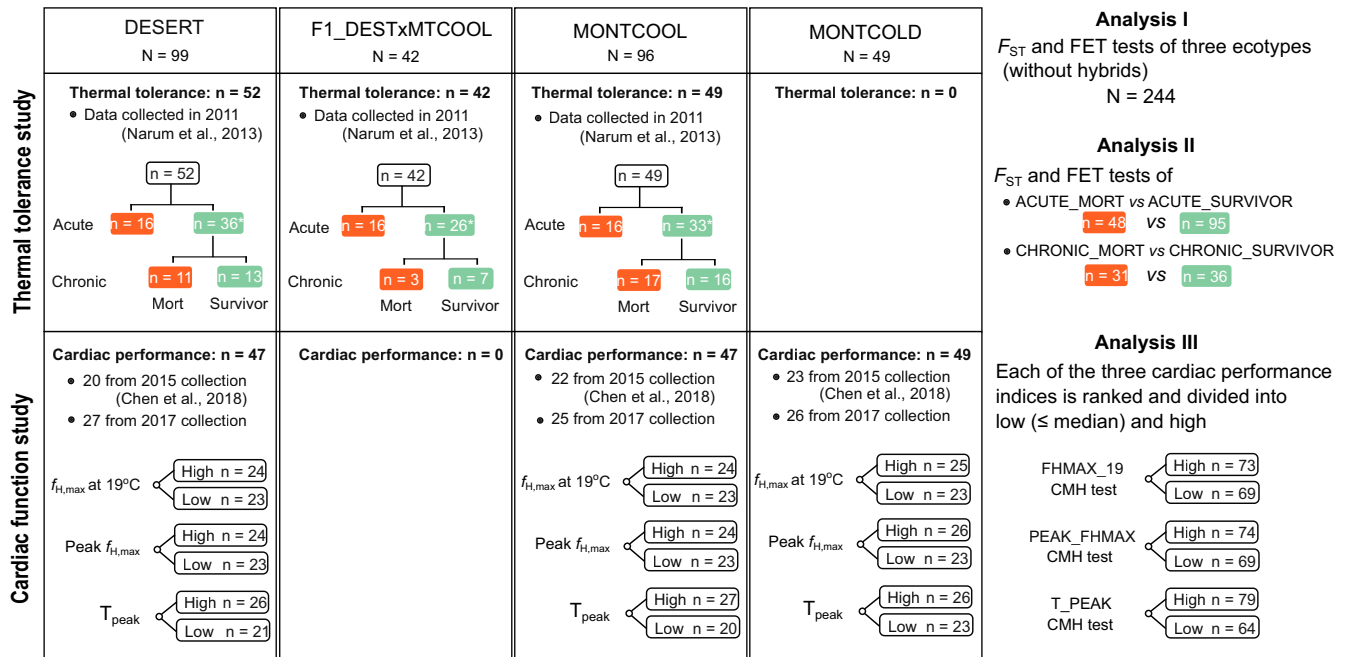 DESERT
N = 99
F1_DESTxMTCOOL
N = 42
MONTCOOL
N = 96
MONTCOLD
N = 49
Thermal tolerance study
Thermal tolerance: n = 52
• Data collected in 2011
(Narum et al., 2013)
n = 52
Acute
n = 16
n = 36*
Chronic
n = 11
n = 13
Mort
Survivor
Thermal tolerance: n = 42
• Data collected in 2011
(Narum et al., 2013)
n = 42
n = 16
n = 26*
n = 3
n = 7
Mort
Survivor
Thermal tolerance: n = 49
• Data collected in 2011
(Narum et al., 2013)
n = 49
n = 16
n = 33*
n = 17
n = 16
Mort
Survivor
Thermal tolerance: n = 0
Cardiac function study
Cardiac performance: n = 47
• 20 from 2015 collection
(Chen et al., 2018)
• 27 from 2017 collection
fH,max at 19ºC
High n = 24
Low n = 23
Peak fH,max
High n = 24
Low n = 23
Tpeak
High n = 26
Low n = 21
Cardiac performance: n = 0
Cardiac performance: n = 47
• 22 from 2015 collection
(Chen et al., 2018)
• 25 from 2017 collection
fH,max at 19ºC
High n = 24
Low n = 23
Peak fH,max
High n = 24
Low n = 23
Tpeak
High n = 27
Low n = 20
Cardiac performance: n = 49
• 23 from 2015 collection
(Chen et al., 2018)
• 26 from 2017 collection
fH,max at 19ºC
High n = 25
Low n = 23
Peak fH,max
High n = 26
Low n = 23
Tpeak
High n = 26
Low n = 23
Analysis I
FST and FET tests of three ecotypes
(without hybrids)
N = 244
Analysis II
FST and FET tests of
• ACUTE_MORT vs ACUTE_SURVIVOR
n = 48 vs n = 95
• CHRONIC_MORT vs CHRONIC_SURVIVOR
n = 31 vs n = 36
Analysis III
Each of the three cardiac performance
indices is ranked and divided into
low (≤ median) and high
FHMAX_19
CMH test
High n = 73
Low n = 69
PEAK_FHMAX
CMH test
High n = 74
Low n = 69
T_PEAK
CMH test
High n = 79
Low n = 64